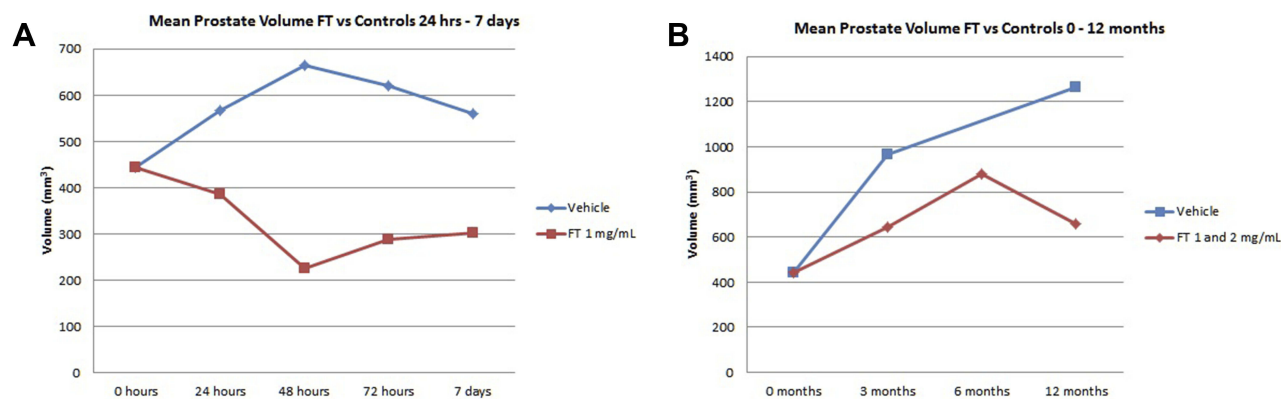 A
Mean Prostate Volume FT vs Controls 24 hrs - 7 days
700
600
500
400
300
200
100
0
Volume (mm³)
0 hours 24 hours 48 hours 72 hours 7 days
Vehicle
FT 1 mg/mL
B
Mean Prostate Volume FT vs Controls 0 - 12 months
1400
1200
1000
800
600
400
200
0
Volume (mm³)
0 months 3 months 6 months 12 months
Vehicle
FT 1 and 2 mg/mL